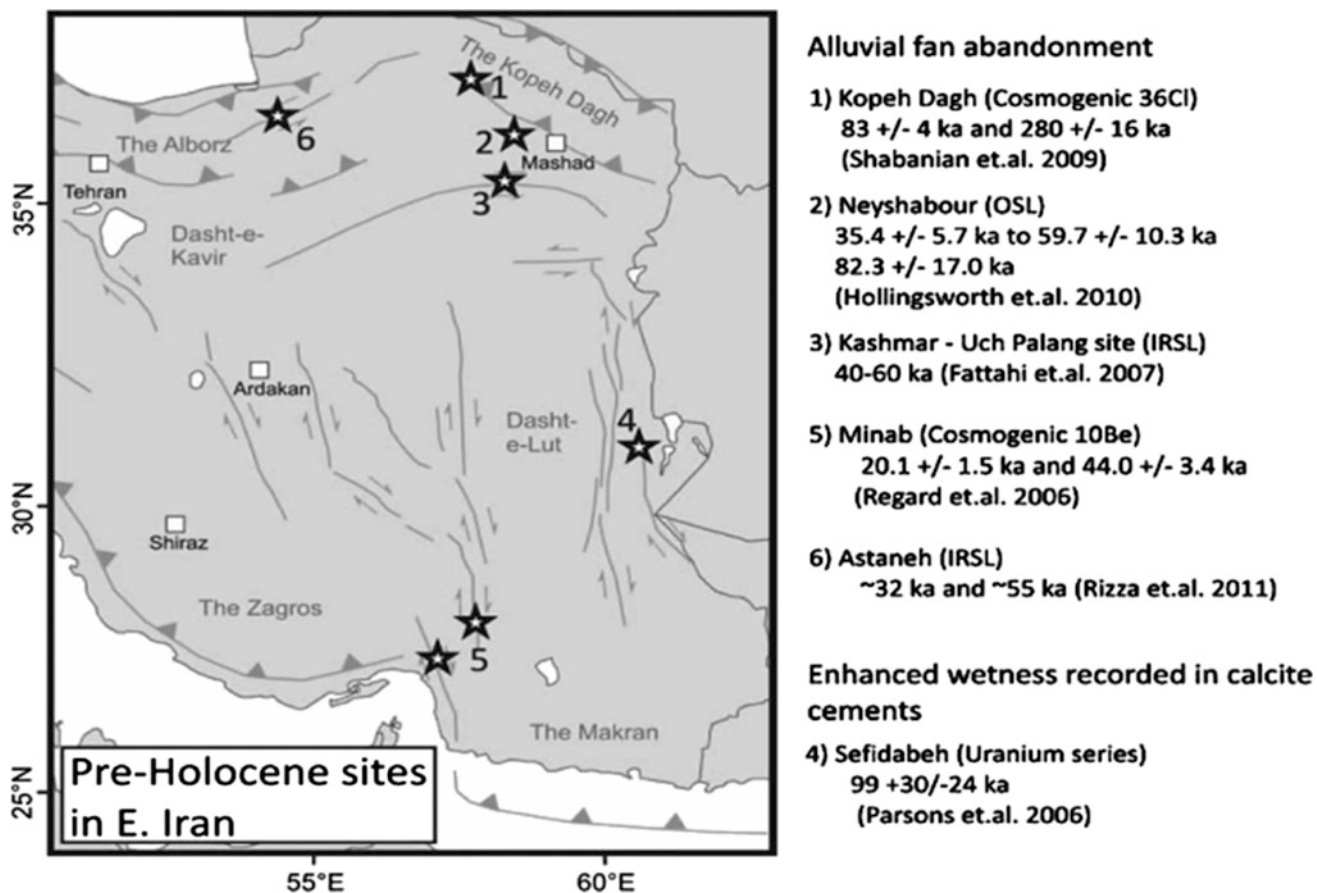 The Kopeh Dagh
1
6
2
The Alborz
Mashad
Tehran
3
35°N
Dasht-e-
Kavir
Ardakan
Dasht-
e-Lut
4
30°N
Shiraz
The Zagros
5
The Makran
Pre-Holocene sites
in E. Iran
25°N
55°E
60°E
Alluvial fan abandonment
1) Kopeh Dagh (Cosmogenic 36Cl)
83 +/- 4 ka and 280 +/- 16 ka
(Shabanian et.al. 2009)
2) Neyshabour (OSL)
35.4 +/- 5.7 ka to 59.7 +/- 10.3 ka
82.3 +/- 17.0 ka
(Hollingsworth et.al. 2010)
3) Kashmar - Uch Palang site (IRSL)
40-60 ka (Fattahi et.al. 2007)
5) Minab (Cosmogenic 10Be)
20.1 +/- 1.5 ka and 44.0 +/- 3.4 ka
(Regard et.al. 2006)
6) Astaneh (IRSL)
~32 ka and ~55 ka (Rizza et.al. 2011)
Enhanced wetness recorded in calcite
cements
4) Sefidabeh (Uranium series)
99 +30/-24 ka
(Parsons et.al. 2006)